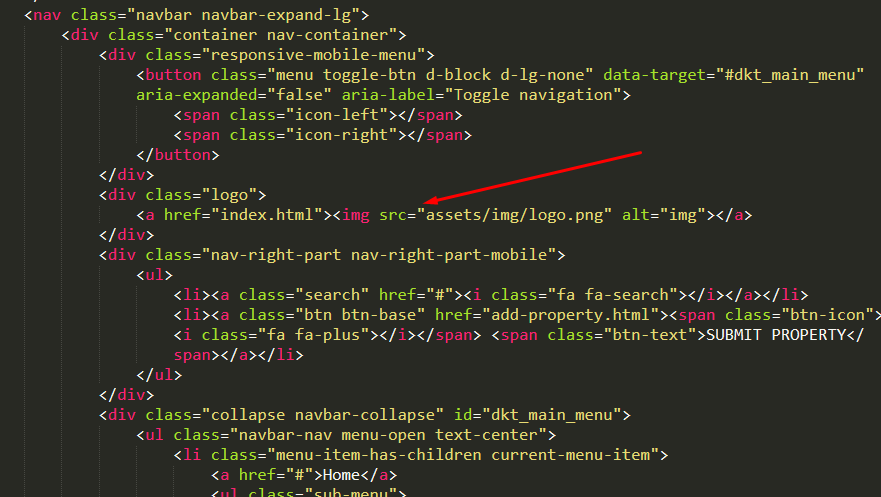 <nav class="navbar navbar-expand-lg">
<div class="container nav-container">
<div class="responsive-mobile-menu">
<button class="menu toggle-btn d-block d-lg-none" data-target="#dkt_main_menu"
aria-expanded="false" aria-label="Toggle navigation">
<span class="icon-left"></span>
<span class="icon-right"></span>
</button>
</div>
<div class="logo">
<a href="index.html"><img src="assets/img/logo.png" alt="img"></a>
</div>
<div class="nav-right-part nav-right-part-mobile">
<ul>
<li><a class="search" href="#"><i class="fa fa-search"></i></a></li>
<li><a class="btn btn-base" href="add-property.html"><span class="btn-icon">
<i class="fa fa-plus"></i></span> <span class="btn-text">SUBMIT PROPERTY</
span></a></li>
</ul>
</div>
<div class="collapse navbar-collapse" id="dkt_main_menu">
<ul class="navbar-nav menu-open text-center">
<li class="menu-item-has-children current-menu-item">
<a href="#">Home</a>
<ul class="sub-menu">